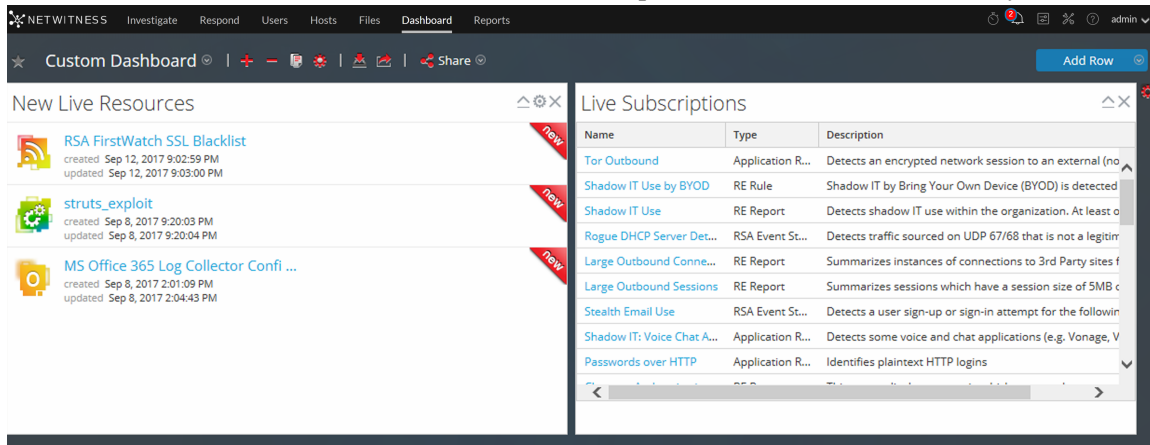 NETWITNESS Investigate Respond Users Hosts Files Dashboard Reports 2 admin
Custom Dashboard Share Add Row
New Live Resources
RSA FirstWatch SSL Blacklist
created Sep 12, 2017 9:02:59 PM
updated Sep 12, 2017 9:03:00 PM
new
struts_exploit
created Sep 8, 2017 9:20:03 PM
updated Sep 8, 2017 9:20:04 PM
new
MS Office 365 Log Collector Confi ...
created Sep 8, 2017 2:01:09 PM
updated Sep 8, 2017 2:04:43 PM
new
Live Subscriptions
Name Type Description
Tor Outbound Application R... Detects an encrypted network session to an external (no
Shadow IT Use by BYOD RE Rule Shadow IT by Bring Your Own Device (BYOD) is detected
Shadow IT Use RE Report Detects shadow IT use within the organization. At least o
Rogue DHCP Server Det... RSA Event St... Detects traffic sourced on UDP 67/68 that is not a legitim
Large Outbound Conne... RE Report Summarizes instances of connections to 3rd Party sites f
Large Outbound Sessions RE Report Summarizes sessions which have a session size of 5MB o
Stealth Email Use RSA Event St... Detects a user sign-up or sign-in attempt for the followin
Shadow IT: Voice Chat A... Application R... Detects some voice and chat applications (e.g. Vonage, V
Passwords over HTTP Application R... Identifies plaintext HTTP logins